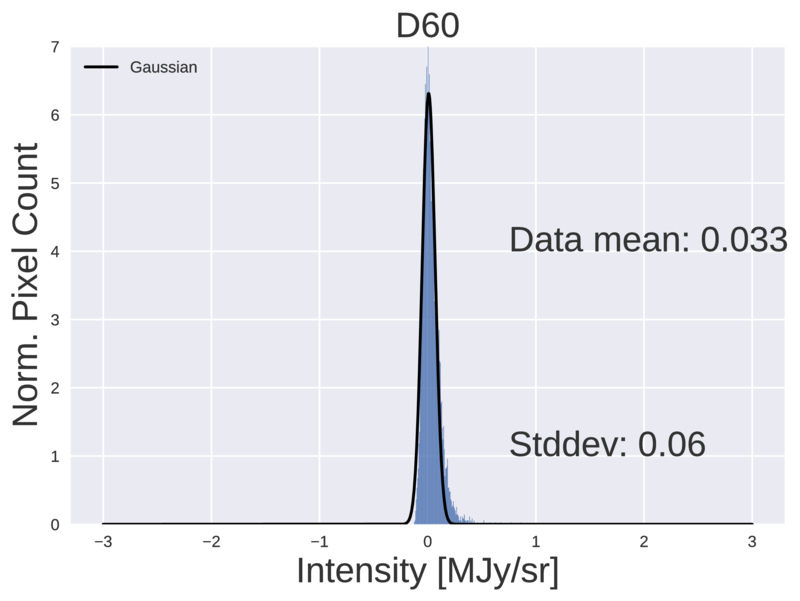 D60
Gaussian
Norm. Pixel Count
7
6
5
4
3
2
1
0
Data mean: 0.033
Stddev: 0.06
−3
−2
−1
0
1
2
3
Intensity [MJy/sr]